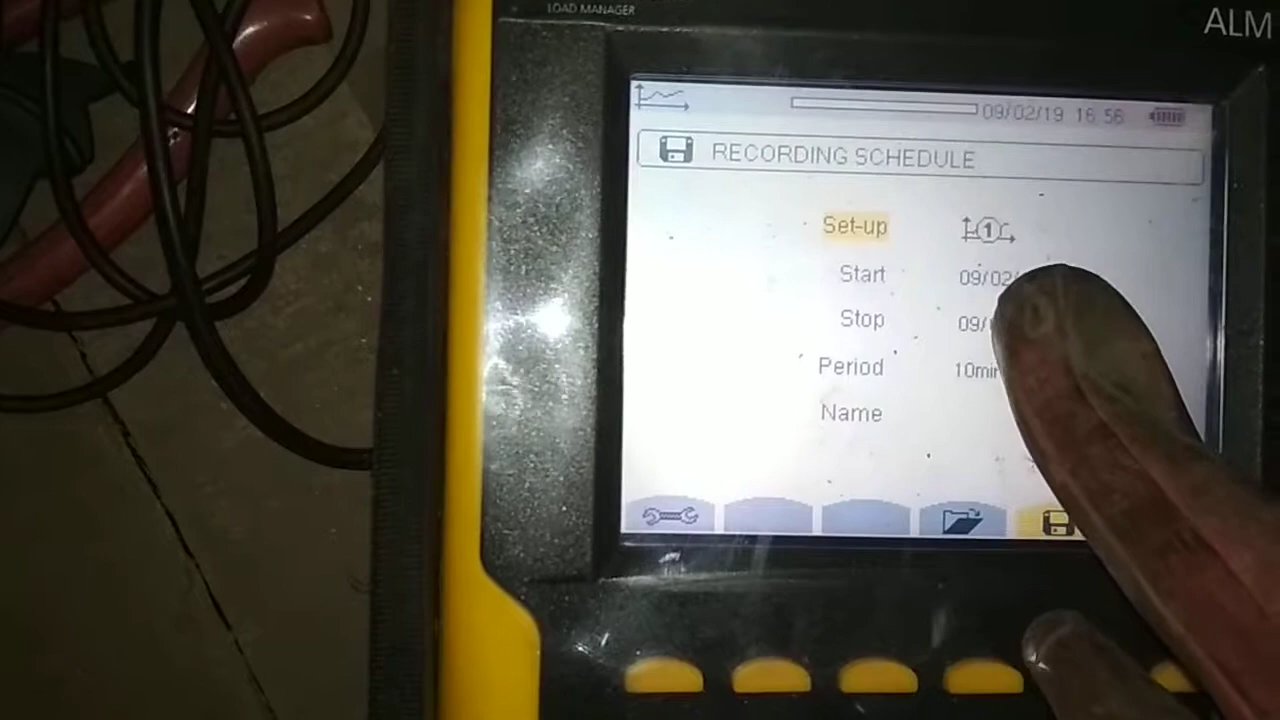 LOAD MANAGER
ALM
09/02/19 16 56
RECORDING SCHEDULE
Set-up 1
Start 09/02/
Stop 09/
Period 10min
Name